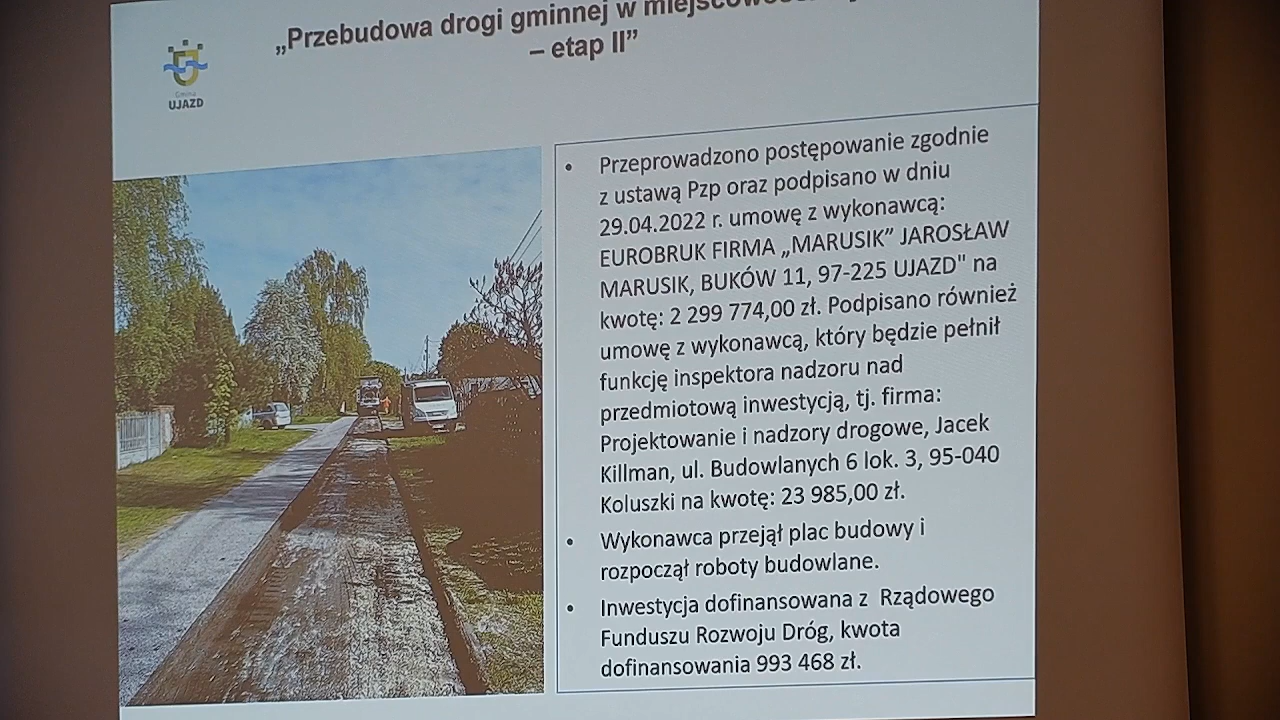 „Przebudowa drogi gminnej w
– etap II”
Gmina
UJAZD
• Przeprowadzono postępowanie zgodnie
z ustawą Pzp oraz podpisano w dniu
29.04.2022 r. umowę z wykonawcą:
EUROBRUK FIRMA „MARUSIK” JAROSŁAW
MARUSIK, BUKÓW 11, 97-225 UJAZD" na
kwotę: 2 299 774,00 zł. Podpisano również
umowę z wykonawcą, który będzie pełnił
funkcję inspektora nadzoru nad
przedmiotową inwestycją, tj. firma:
Projektowanie i nadzory drogowe, Jacek
Killman, ul. Budowlanych 6 lok. 3, 95-040
Koluszki na kwotę: 23 985,00 zł.
• Wykonawca przejął plac budowy i
rozpoczął roboty budowlane.
• Inwestycja dofinansowana z Rządowego
Funduszu Rozwoju Dróg, kwota
dofinansowania 993 468 zł.